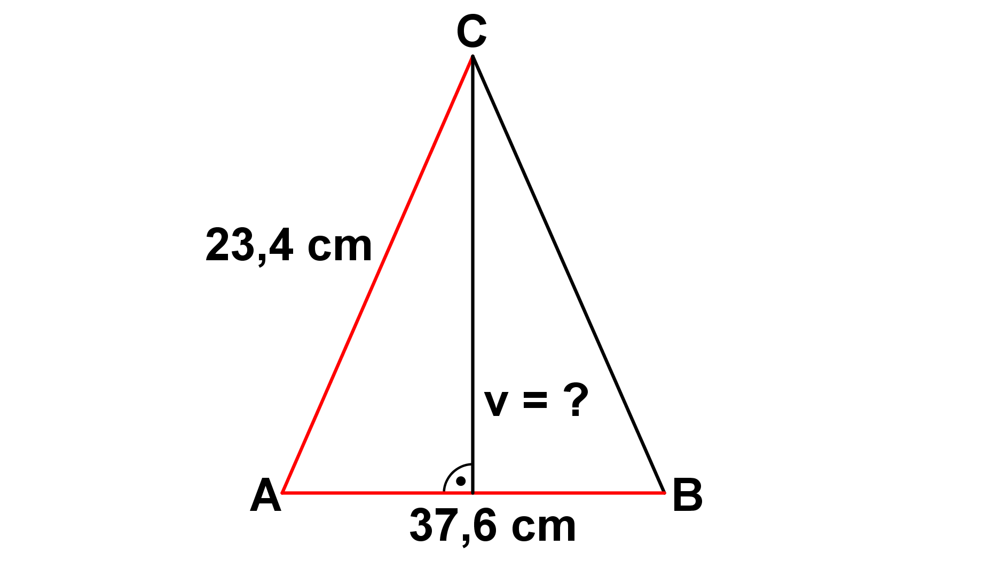 C
23,4 cm
v = ?
A
B
37,6 cm